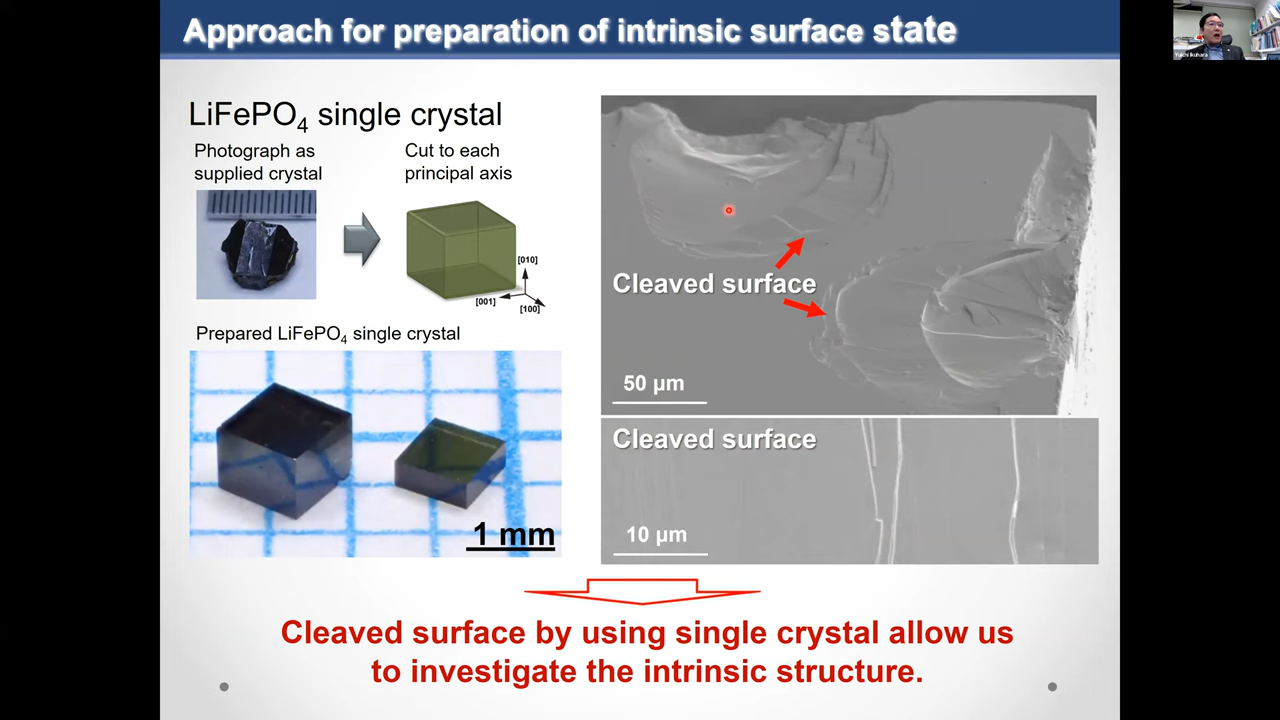 Approach for preparation of intrinsic surface state
Yuichi Ikuhara
LiFePO4 single crystal
Photograph as
supplied crystal
Cut to each
principal axis
[010]
[001]
[100]
Prepared LiFePO4 single crystal
1 mm
Cleaved surface
50 µm
Cleaved surface
10 µm
Cleaved surface by using single crystal allow us
to investigate the intrinsic structure.